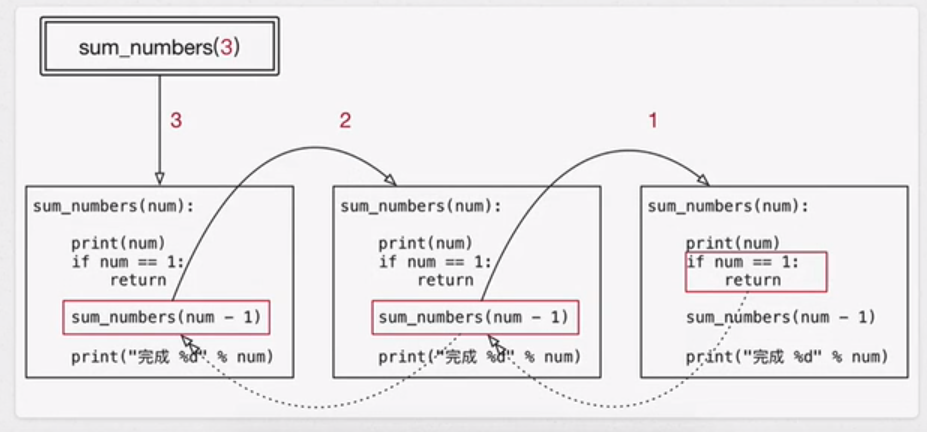 sum_numbers(3)
3
2
1
sum_numbers(num):
print(num)
if num == 1:
return
sum_numbers(num - 1)
print("完成 %d" % num)
sum_numbers(num):
print(num)
if num == 1:
return
sum_numbers(num - 1)
print("完成 %d" % num)
sum_numbers(num):
print(num)
if num == 1:
return
sum_numbers(num - 1)
print("完成 %d" % num)